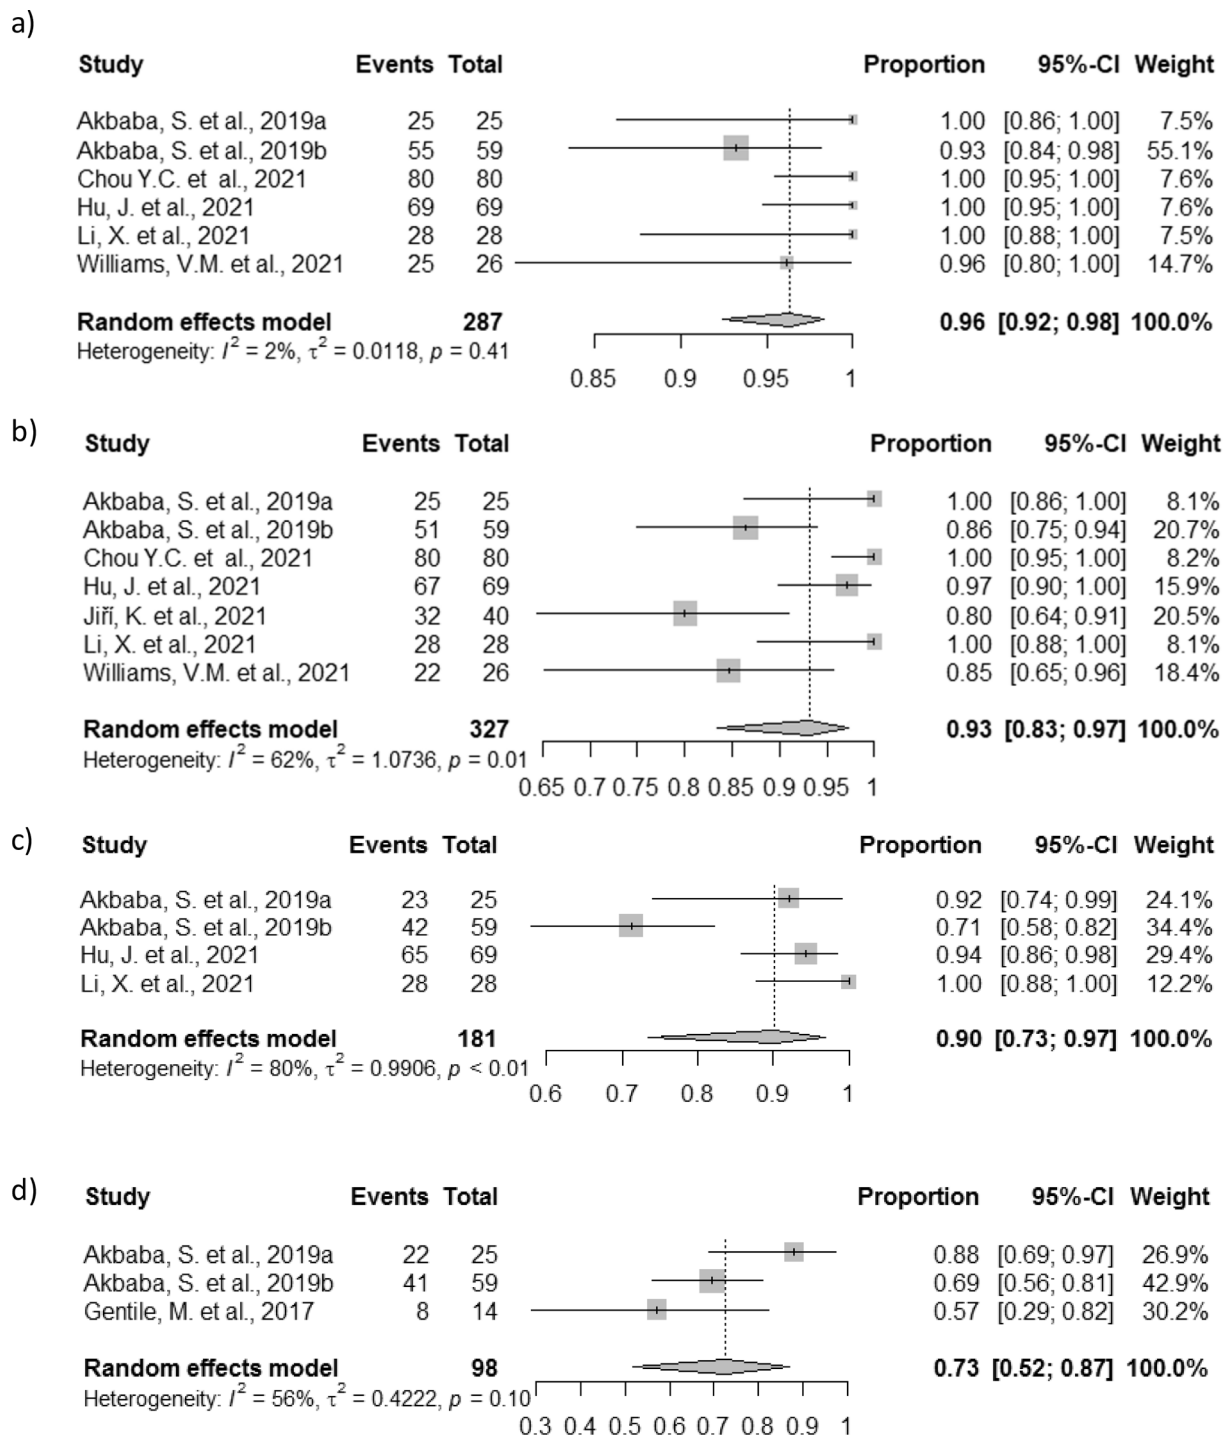 a)
Study Events Total Proportion 95%-CI Weight
Akbaba, S. et al., 2019a 25 25 1.00 [0.86; 1.00] 7.5%
Akbaba, S. et al., 2019b 55 59 0.93 [0.84; 0.98] 55.1%
Chou Y.C. et al., 2021 80 80 1.00 [0.95; 1.00] 7.6%
Hu, J. et al., 2021 69 69 1.00 [0.95; 1.00] 7.6%
Li, X. et al., 2021 28 28 1.00 [0.88; 1.00] 7.5%
Williams, V.M. et al., 2021 25 26 0.96 [0.80; 1.00] 14.7%
Random effects model 287 0.96 [0.92; 0.98] 100.0%
Heterogeneity: I² = 2%, τ² = 0.0118, p = 0.41
0.85 0.9 0.95 1
b)
Study Events Total Proportion 95%-CI Weight
Akbaba, S. et al., 2019a 25 25 1.00 [0.86; 1.00] 8.1%
Akbaba, S. et al., 2019b 51 59 0.86 [0.75; 0.94] 20.7%
Chou Y.C. et al., 2021 80 80 1.00 [0.95; 1.00] 8.2%
Hu, J. et al., 2021 67 69 0.97 [0.90; 1.00] 15.9%
Jiří, K. et al., 2021 32 40 0.80 [0.64; 0.91] 20.5%
Li, X. et al., 2021 28 28 1.00 [0.88; 1.00] 8.1%
Williams, V.M. et al., 2021 22 26 0.85 [0.65; 0.96] 18.4%
Random effects model 327 0.93 [0.83; 0.97] 100.0%
Heterogeneity: I² = 62%, τ² = 1.0736, p = 0.01
0.65 0.7 0.75 0.8 0.85 0.9 0.95 1
c)
Study Events Total Proportion 95%-CI Weight
Akbaba, S. et al., 2019a 23 25 0.92 [0.74; 0.99] 24.1%
Akbaba, S. et al., 2019b 42 59 0.71 [0.58; 0.82] 34.4%
Hu, J. et al., 2021 65 69 0.94 [0.86; 0.98] 29.4%
Li, X. et al., 2021 28 28 1.00 [0.88; 1.00] 12.2%
Random effects model 181 0.90 [0.73; 0.97] 100.0%
Heterogeneity: I² = 80%, τ² = 0.9906, p < 0.01
0.6 0.7 0.8 0.9 1
d)
Study Events Total Proportion 95%-CI Weight
Akbaba, S. et al., 2019a 22 25 0.88 [0.69; 0.97] 26.9%
Akbaba, S. et al., 2019b 41 59 0.69 [0.56; 0.81] 42.9%
Gentile, M. et al., 2017 8 14 0.57 [0.29; 0.82] 30.2%
Random effects model 98 0.73 [0.52; 0.87] 100.0%
Heterogeneity: I² = 56%, τ² = 0.4222, p = 0.10
0.3 0.4 0.5 0.6 0.7 0.8 0.9 1